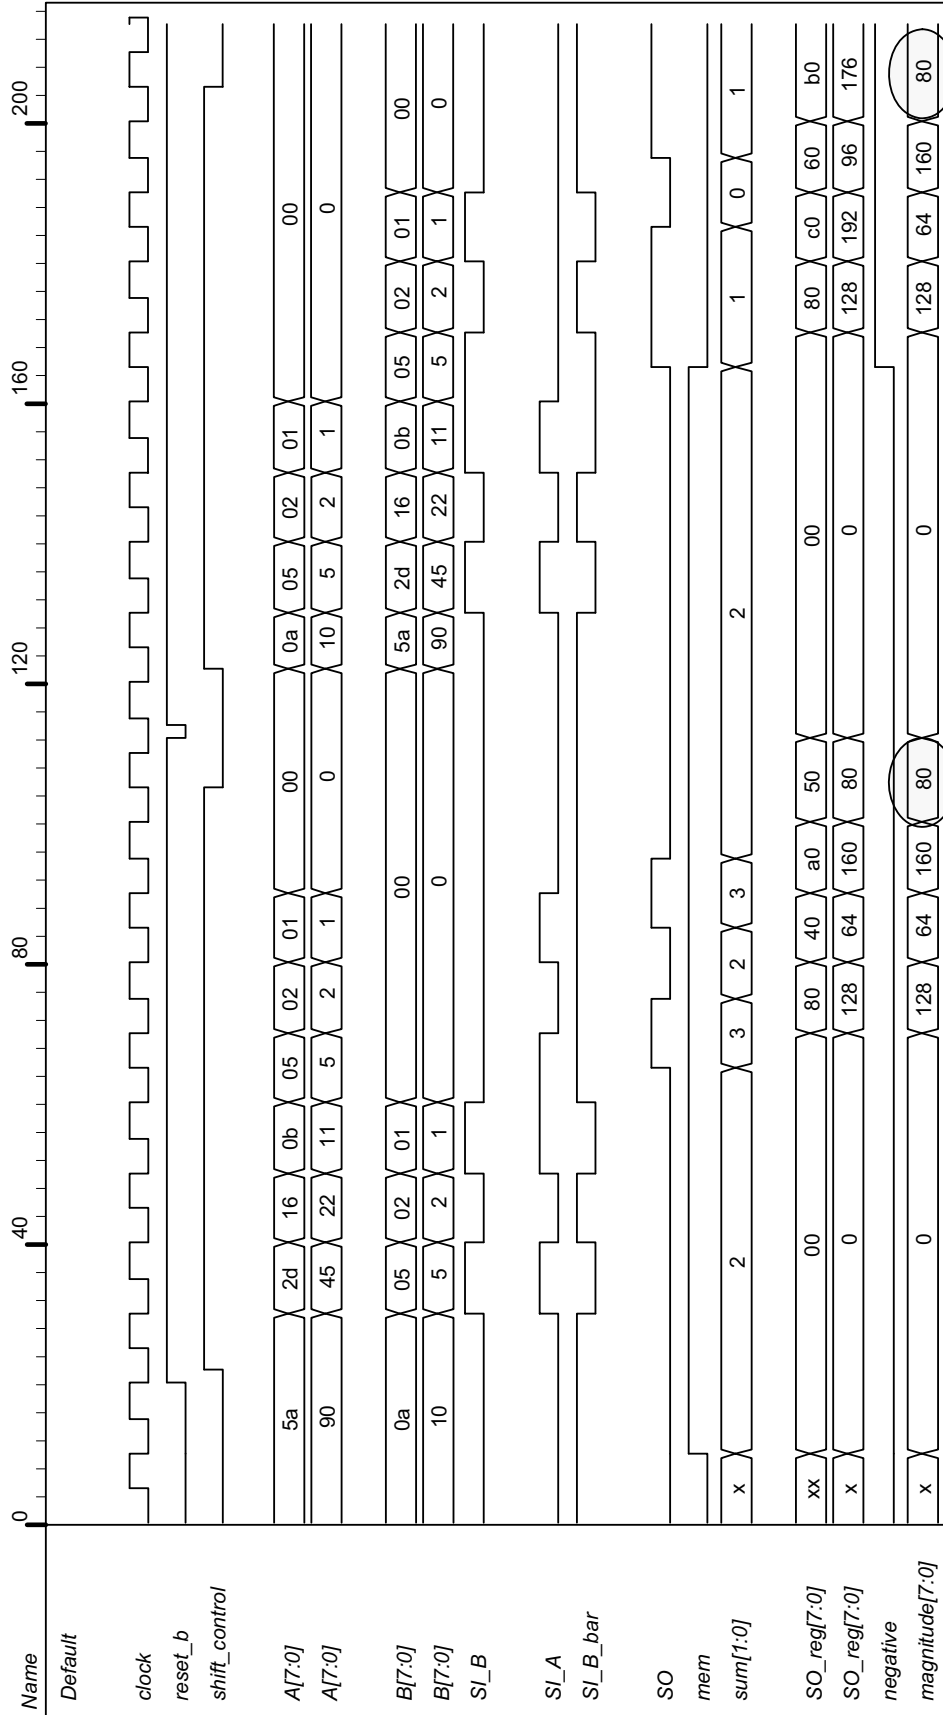 Name 0 40 80 120 160 200
Default
clock
reset_b
shift_control
A[7:0] 5a 2d 16 0b 05 02 01 00 0a 05 02 01 00
A[7:0] 90 45 22 11 5 2 1 0 10 5 2 1 0
B[7:0] 0a 05 02 01 00 5a 2d 16 0b 05 02 01 00
B[7:0] 10 5 2 1 0 90 45 22 11 5 2 1 0
SI_B
SI_A
SI_B_bar
SO
mem
sum[1:0] x 2 3 2 3 2 1 0 1
SO_reg[7:0] xx 00 80 40 a0 50 00 80 c0 60 b0
SO_reg[7:0] x 0 128 64 160 80 0 128 192 96 176
negative
magnitude[7:0] x 0 128 64 160 80 0 128 64 160 80